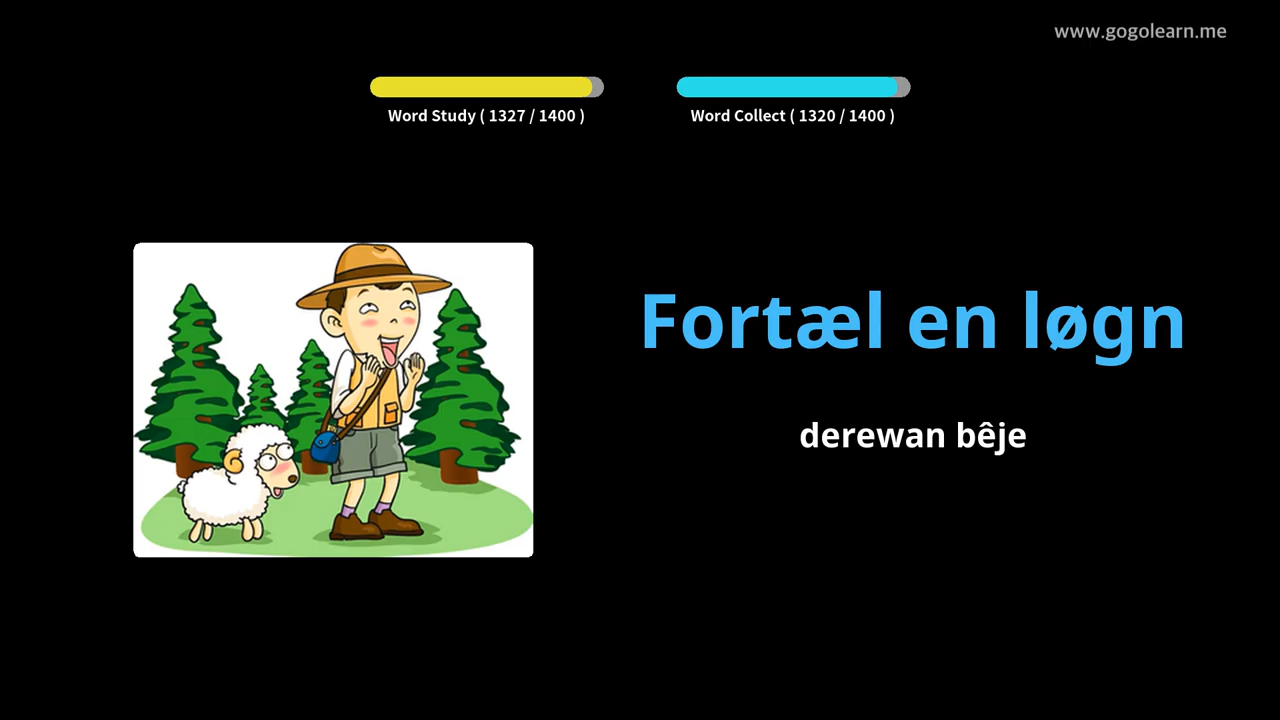 www.gogolearn.me
Word Study ( 1327 / 1400 )
Word Collect ( 1320 / 1400 )
Fortæl en løgn
derewan bêje